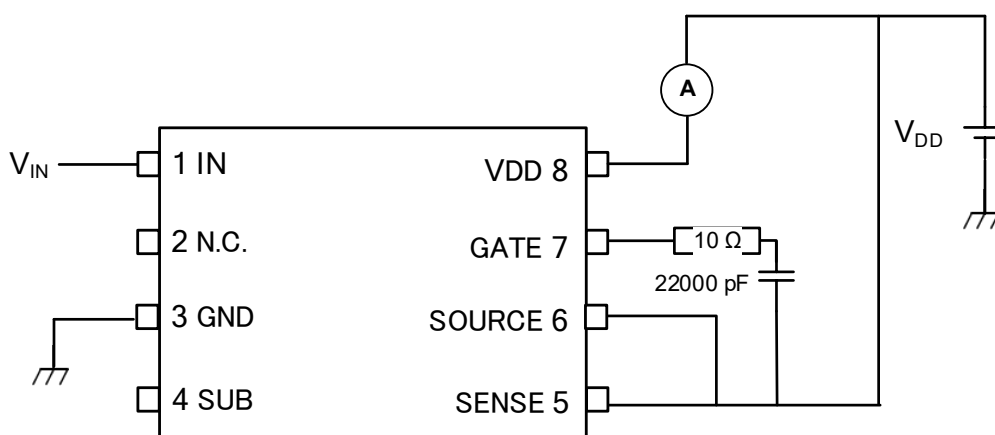 A
V_IN
1 IN
VDD 8
V_DD
2 N.C.
GATE 7
10 Ω
22000 pF
3 GND
SOURCE 6
4 SUB
SENSE 5